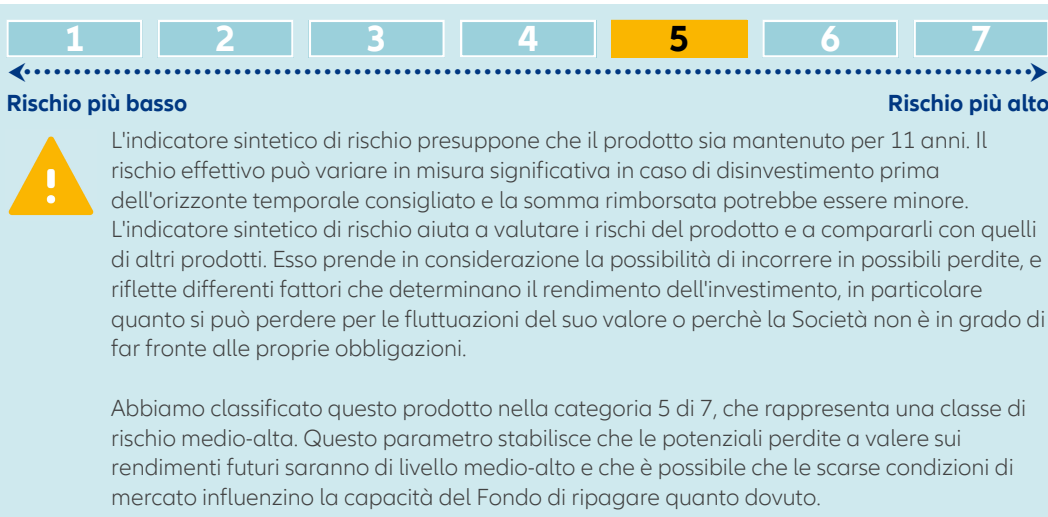 1 2 3 4 5 6 7
Rischio più basso Rischio più alto
L'indicatore sintetico di rischio presuppone che il prodotto sia mantenuto per 11 anni. Il
rischio effettivo può variare in misura significativa in caso di disinvestimento prima
dell'orizzonte temporale consigliato e la somma rimborsata potrebbe essere minore.
L'indicatore sintetico di rischio aiuta a valutare i rischi del prodotto e a compararli con quelli
di altri prodotti. Esso prende in considerazione la possibilità di incorrere in possibili perdite, e
riflette differenti fattori che determinano il rendimento dell'investimento, in particolare
quanto si può perdere per le fluttuazioni del suo valore o perchè la Società non è in grado di
far fronte alle proprie obbligazioni.
Abbiamo classificato questo prodotto nella categoria 5 di 7, che rappresenta una classe di
rischio medio-alta. Questo parametro stabilisce che le potenziali perdite a valere sui
rendimenti futuri saranno di livello medio-alto e che è possibile che le scarse condizioni di
mercato influenzino la capacità del Fondo di ripagare quanto dovuto.